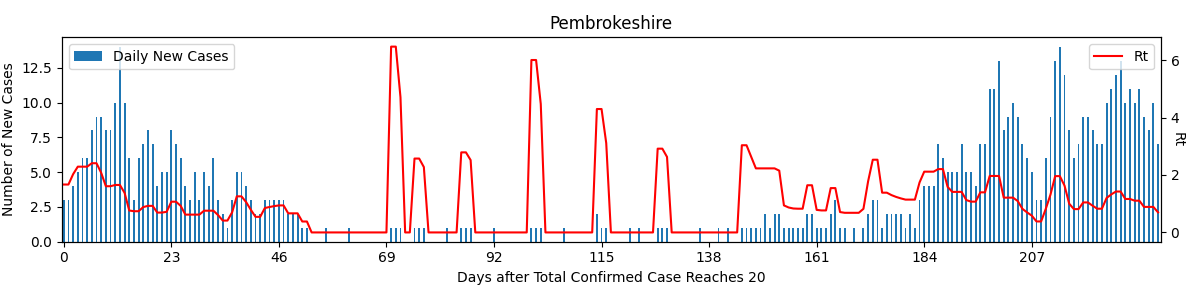 Pembrokeshire
Daily New Cases
Rt
Number of New Cases
12.5
10.0
7.5
5.0
2.5
0.0
6
4
2
0
Rt
0 23 46 69 92 115 138 161 184 207
Days after Total Confirmed Case Reaches 20